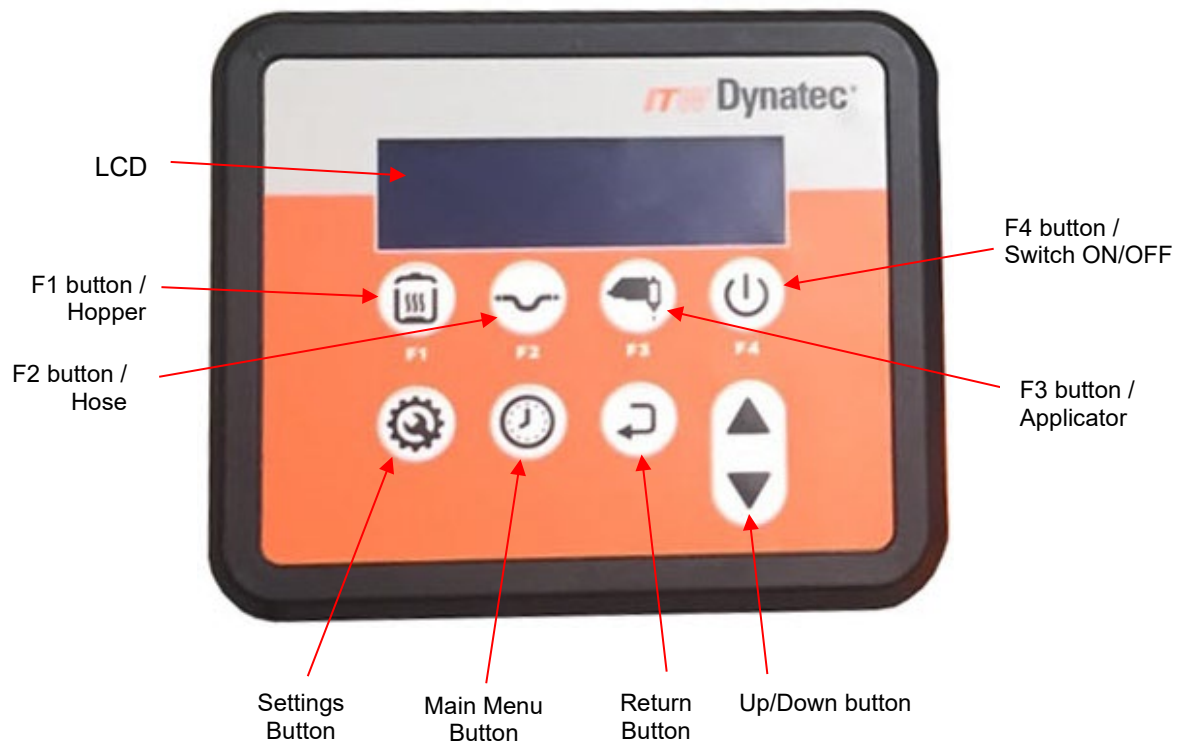 ITW Dynatec
LCD
F4 button /
Switch ON/OFF
F1 button /
Hopper
F1
F2
F3
F4
F2 button /
Hose
F3 button /
Applicator
Settings
Button
Main Menu
Button
Return
Button
Up/Down button